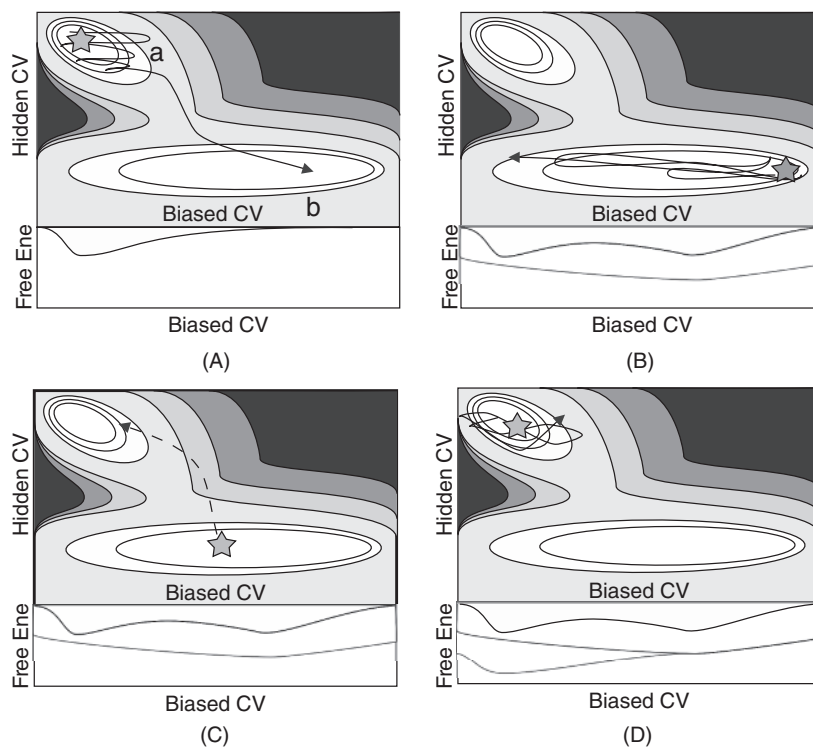 Hidden CV
a
b
Biased CV
Free Ene
Biased CV
(A)
Hidden CV
Biased CV
Free Ene
Biased CV
(B)
Hidden CV
Biased CV
Free Ene
Biased CV
(C)
Hidden CV
Biased CV
Free Ene
Biased CV
(D)